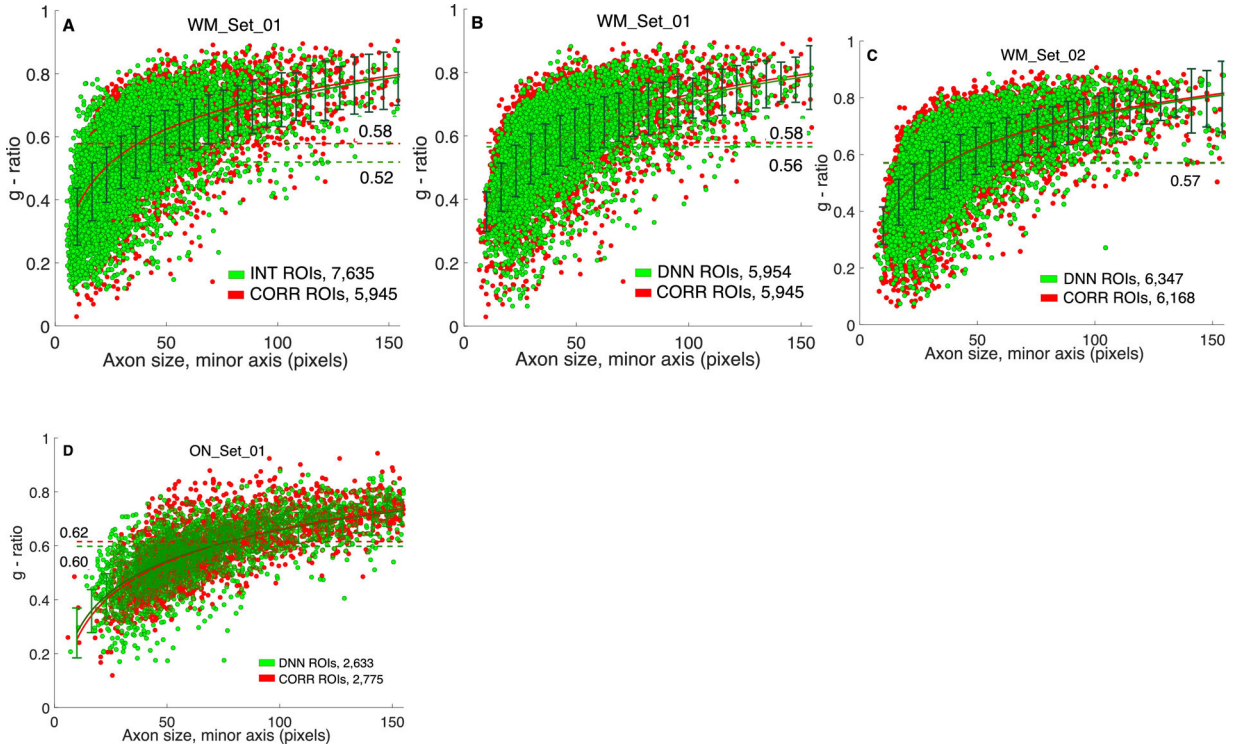 A
WM_Set_01
1
0.8
0.6
0.4
0.2
0
g - ratio
0.58
0.52
INT ROIs, 7,635
CORR ROIs, 5,945
0
50
100
150
Axon size, minor axis (pixels)
B
WM_Set_01
1
0.8
0.6
0.4
0.2
0
g - ratio
0.58
0.56
DNN ROIs, 5,954
CORR ROIs, 5,945
0
50
100
150
Axon size, minor axis (pixels)
C
WM_Set_02
1
0.8
0.6
0.4
0.2
0
g - ratio
0.57
DNN ROIs, 6,347
CORR ROIs, 6,168
0
50
100
150
Axon size, minor axis (pixels)
D
ON_Set_01
1
0.8
0.6
0.4
0.2
0
g - ratio
0.62
0.60
DNN ROIs, 2,633
CORR ROIs, 2,775
0
50
100
150
Axon size, minor axis (pixels)